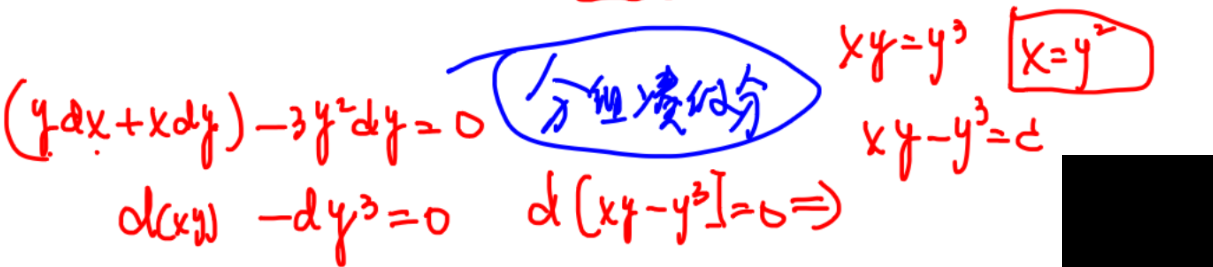 xy=y³ x=y²
(ydx+xdy)-3y²dy=0 分组凑微分
xy-y³=c
d(xy) -dy³=0 d[xy-y³]=0⇒